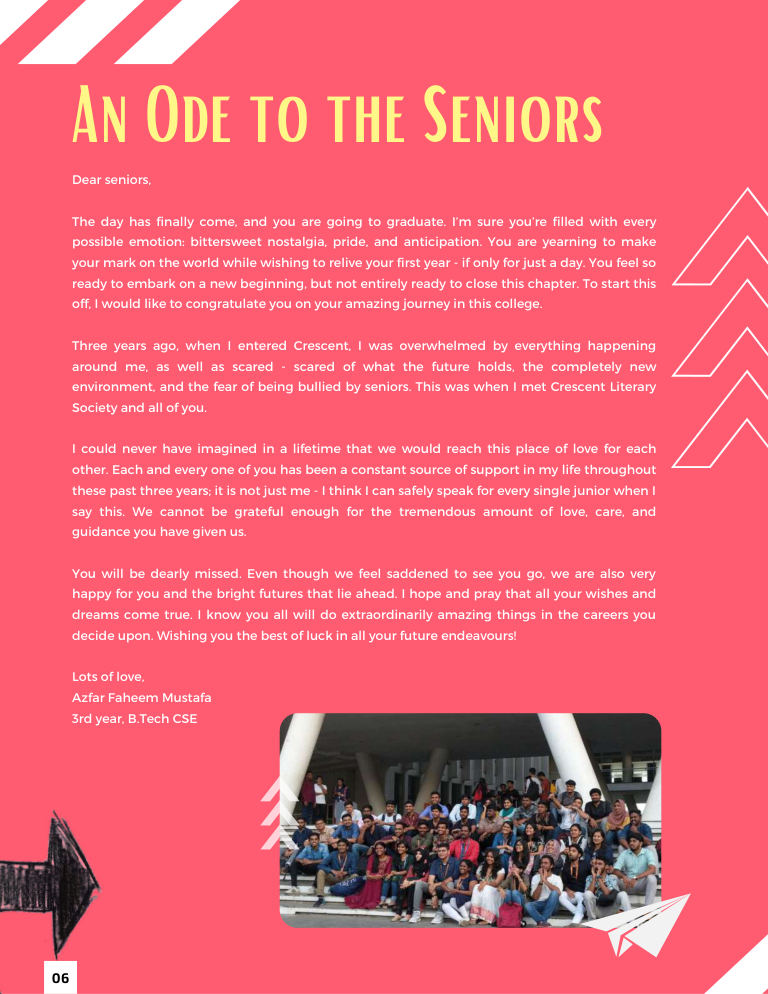 An Ode to the Seniors
Dear seniors,
The day has finally come, and you are going to graduate. I'm sure you're filled with every
possible emotion: bittersweet nostalgia, pride, and anticipation. You are yearning to make
your mark on the world while wishing to relive your first year - if only for just a day. You feel so
ready to embark on a new beginning, but not entirely ready to close this chapter. To start this
off, I would like to congratulate you on your amazing journey in this college.
Three years ago, when I entered Crescent, I was overwhelmed by everything happening
around me, as well as scared - scared of what the future holds, the completely new
environment, and the fear of being bullied by seniors. This was when I met Crescent Literary
Society and all of you.
I could never have imagined in a lifetime that we would reach this place of love for each
other. Each and every one of you has been a constant source of support in my life throughout
these past three years; it is not just me - I think I can safely speak for every single junior when I
say this. We cannot be grateful enough for the tremendous amount of love, care, and
guidance you have given us.
You will be dearly missed. Even though we feel saddened to see you go, we are also very
happy for you and the bright futures that lie ahead. I hope and pray that all your wishes and
dreams come true. I know you all will do extraordinarily amazing things in the careers you
decide upon. Wishing you the best of luck in all your future endeavours!
Lots of love,
Azfar Faheem Mustafa
3rd year, B.Tech CSE
06